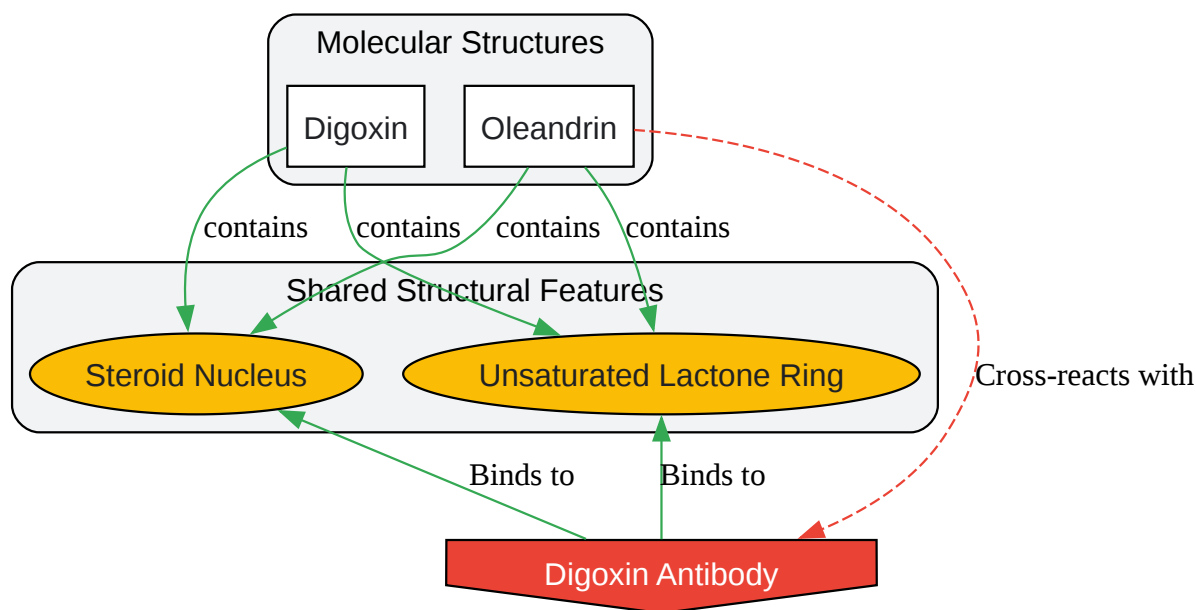 Molecular Structures
Digoxin
Oleandrin
contains
contains
contains
contains
Shared Structural Features
Steroid Nucleus
Unsaturated Lactone Ring
Cross-reacts with
Binds to
Binds to
Digoxin Antibody